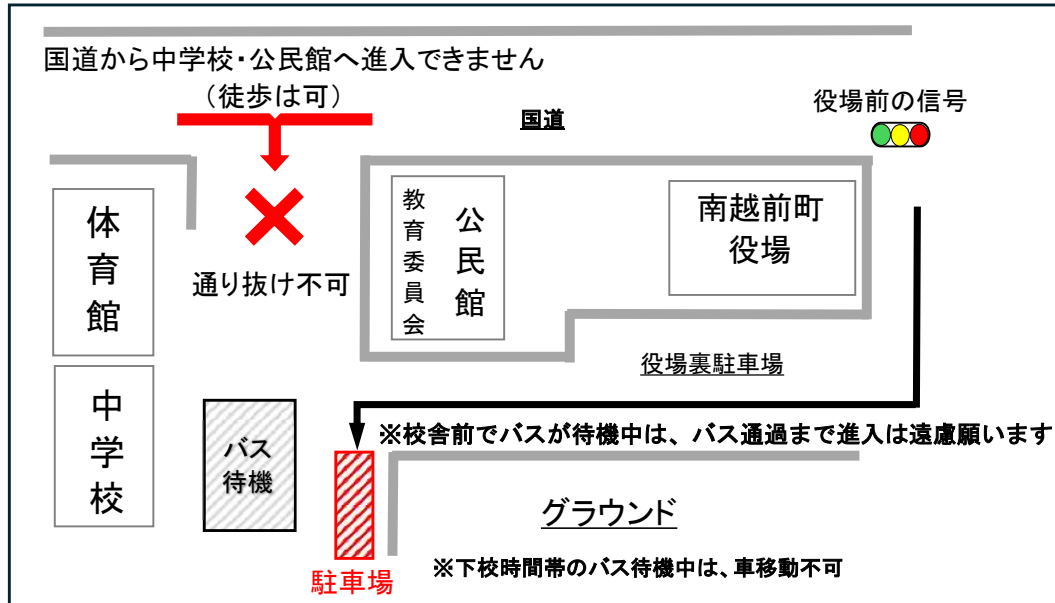 国道から中学校・公民館へ進入できません
（徒歩は可）
国道
役場前の信号
体育館
通り抜け不可
教育委員会
公民館
南越前町
役場
役場裏駐車場
中学校
バス
待機
※校舎前でバスが待機中は、バス通過まで進入は遠慮願います
グラウンド
※下校時間帯のバス待機中は、車移動不可
駐車場